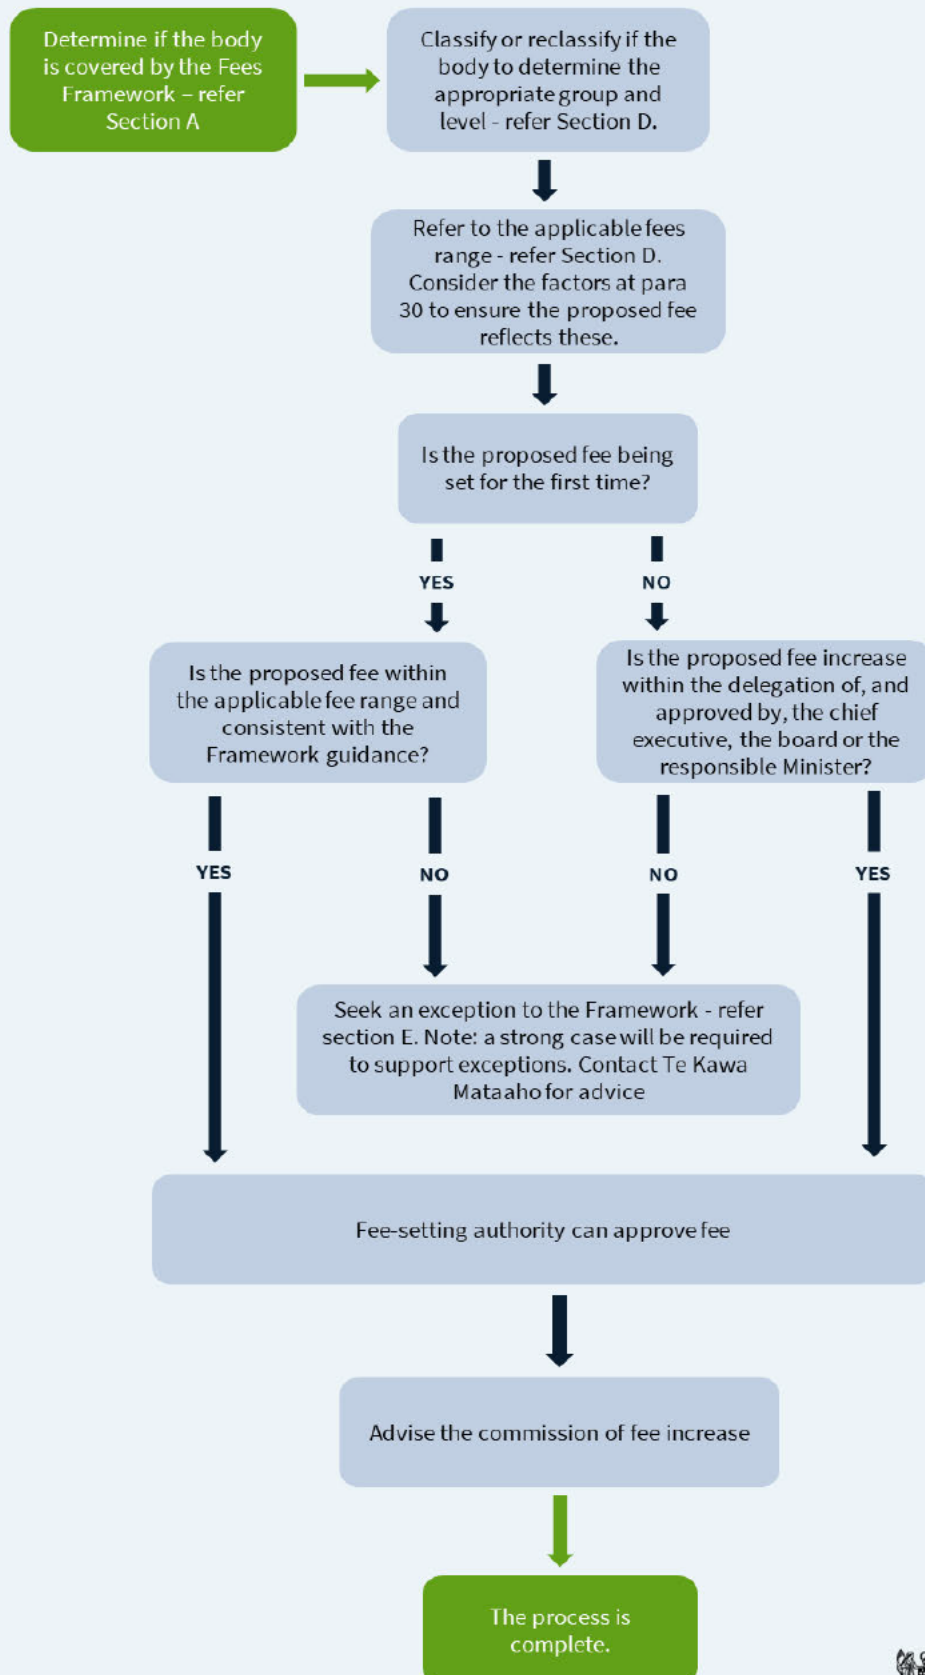 Determine if the body
is covered by the Fees
Framework – refer
Section A
Classify or reclassify if the
body to determine the
appropriate group and
level - refer Section D.
Refer to the applicable fees
range - refer Section D.
Consider the factors at para
30 to ensure the proposed fee
reflects these.
Is the proposed fee being
set for the first time?
YES
NO
Is the proposed fee within
the applicable fee range and
consistent with the
Framework guidance?
Is the proposed fee increase
within the delegation of, and
approved by, the chief
executive, the board or the
responsible Minister?
YES
NO
NO
YES
Seek an exception to the Framework - refer
section E. Note: a strong case will be required
to support exceptions. Contact Te Kawa
Mataaho for advice
Fee-setting authority can approve fee
Advise the commission of fee increase
The process is
complete.